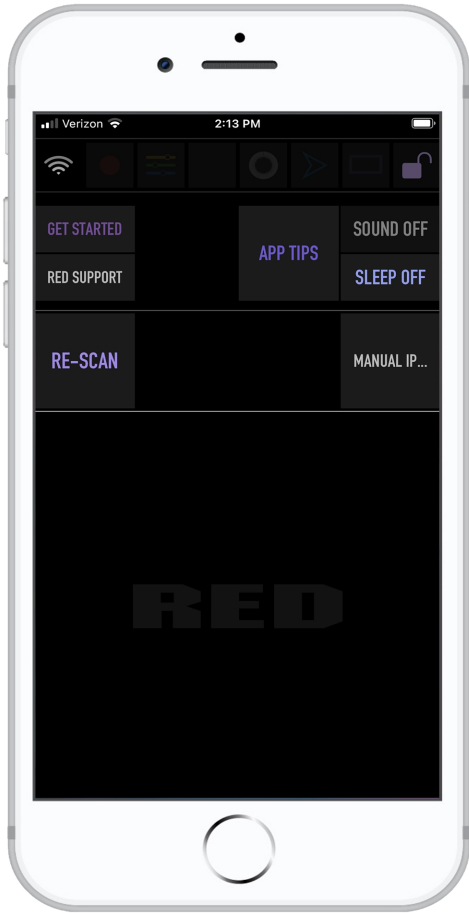 Verizon 2:13 PM
GET STARTED
RED SUPPORT
APP TIPS
SOUND OFF
SLEEP OFF
RE-SCAN
MANUAL IP...
RED